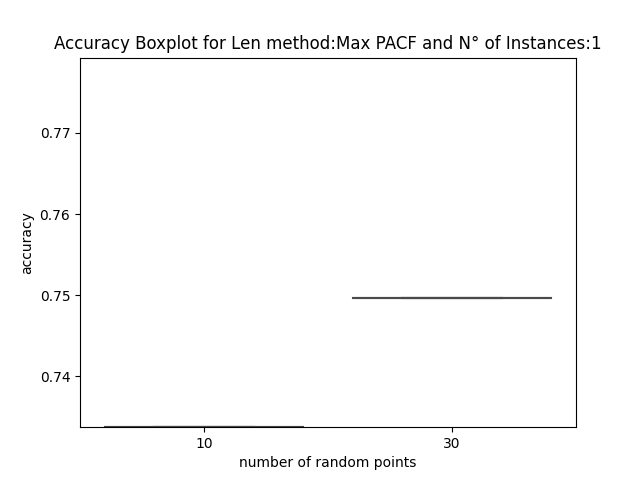 Accuracy Boxplot for Len method:Max PACF and N° of Instances:1
0.77
0.76
0.75
0.74
accuracy
10
30
number of random points